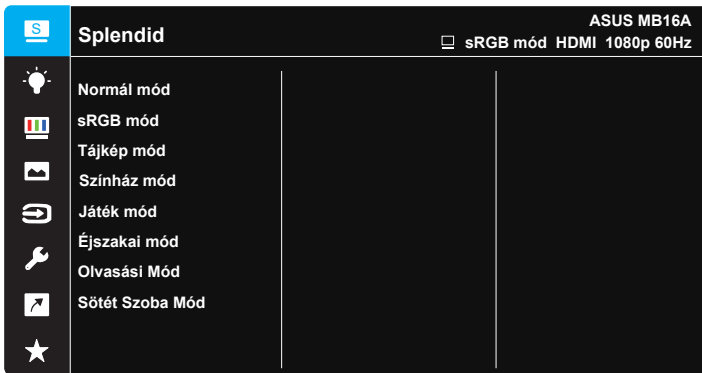 S
Splendid
ASUS MB16A
sRGB mód HDMI 1080p 60Hz
Normál mód
sRGB mód
Tájkép mód
Színház mód
Játék mód
Éjszakai mód
Olvasási Mód
Sötét Szoba Mód